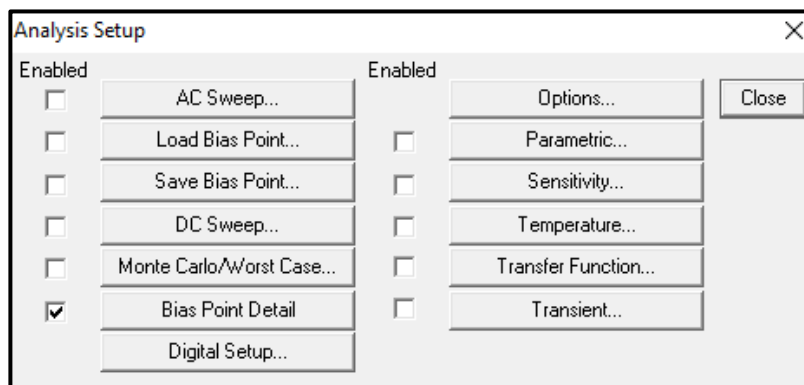 Analysis Setup
Enabled
AC Sweep...
Load Bias Point...
Save Bias Point...
DC Sweep...
Monte Carlo/Worst Case...
Bias Point Detail
Digital Setup...
Enabled
Options...
Parametric...
Sensitivity...
Temperature...
Transfer Function...
Transient...
Close